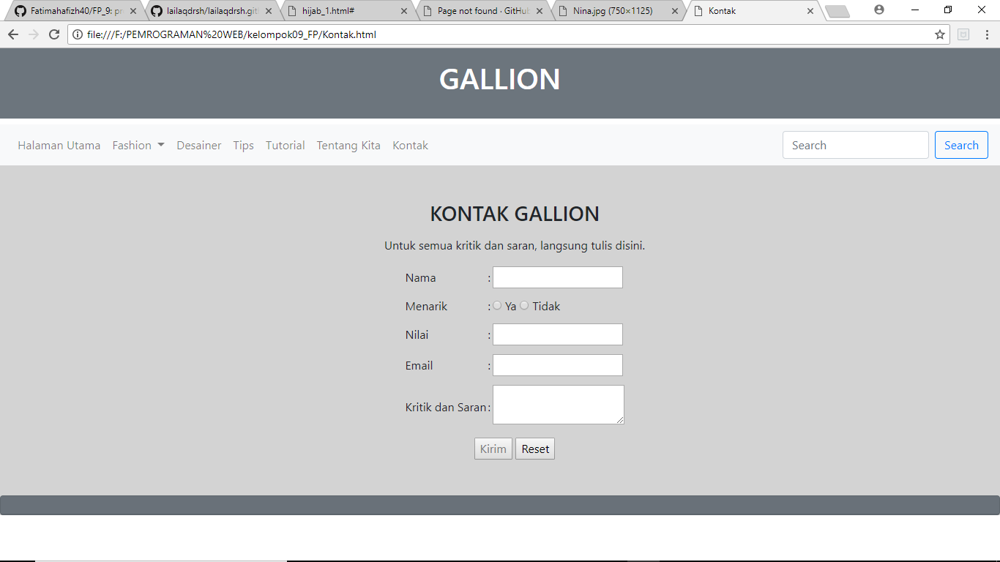 Fatimahafizh40/FP_9: pr
lailaqdrsh/lailaqdrsh.git
hijab_1.html#
Page not found · GitHub
Nina.jpg (750×1125)
Kontak
file:///F:/PEMROGRAMAN%20WEB/kelompok09_FP/Kontak.html
GALLION
Halaman Utama Fashion Desainer Tips Tutorial Tentang Kita Kontak Search Search
KONTAK GALLION
Untuk semua kritik dan saran, langsung tulis disini.
Nama :
Menarik : Ya Tidak
Nilai :
Email :
Kritik dan Saran :
Kirim Reset